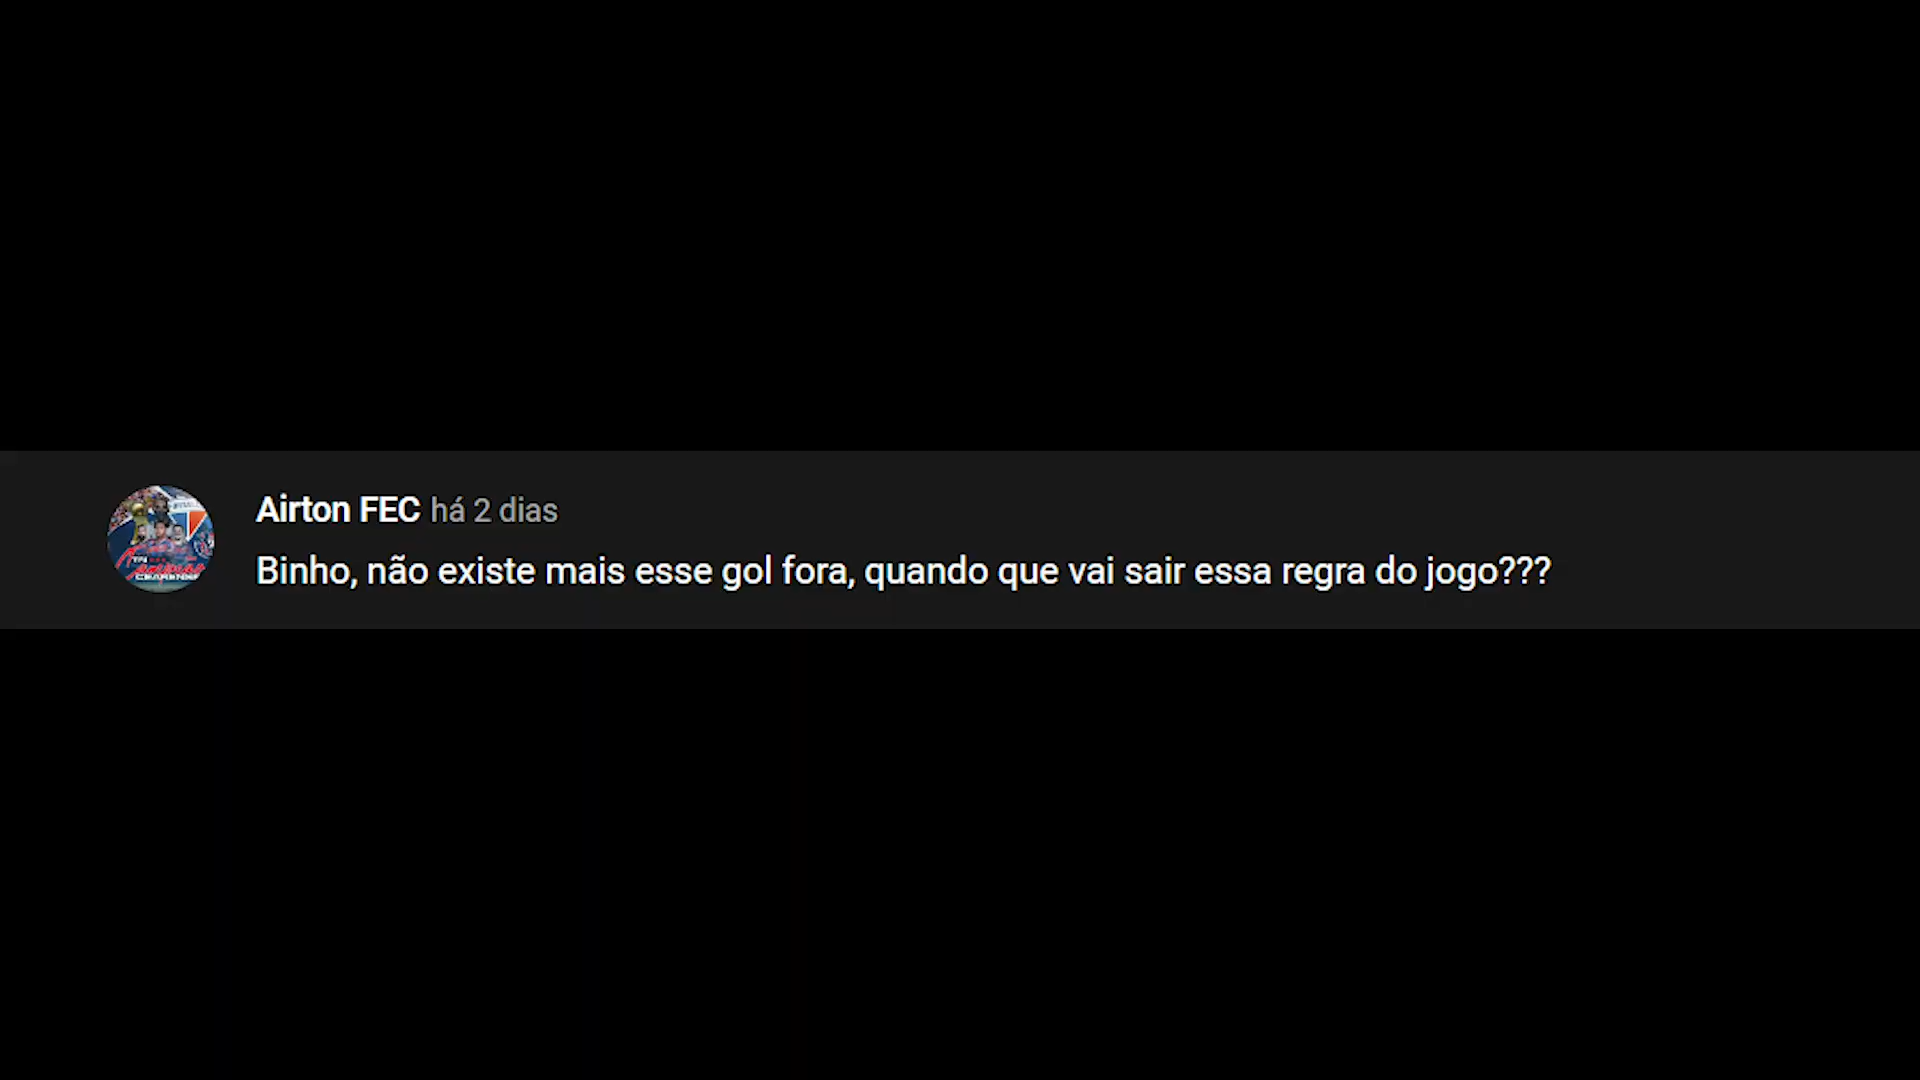 Airton FEC há 2 dias
Binho, não existe mais esse gol fora, quando que vai sair essa regra do jogo???